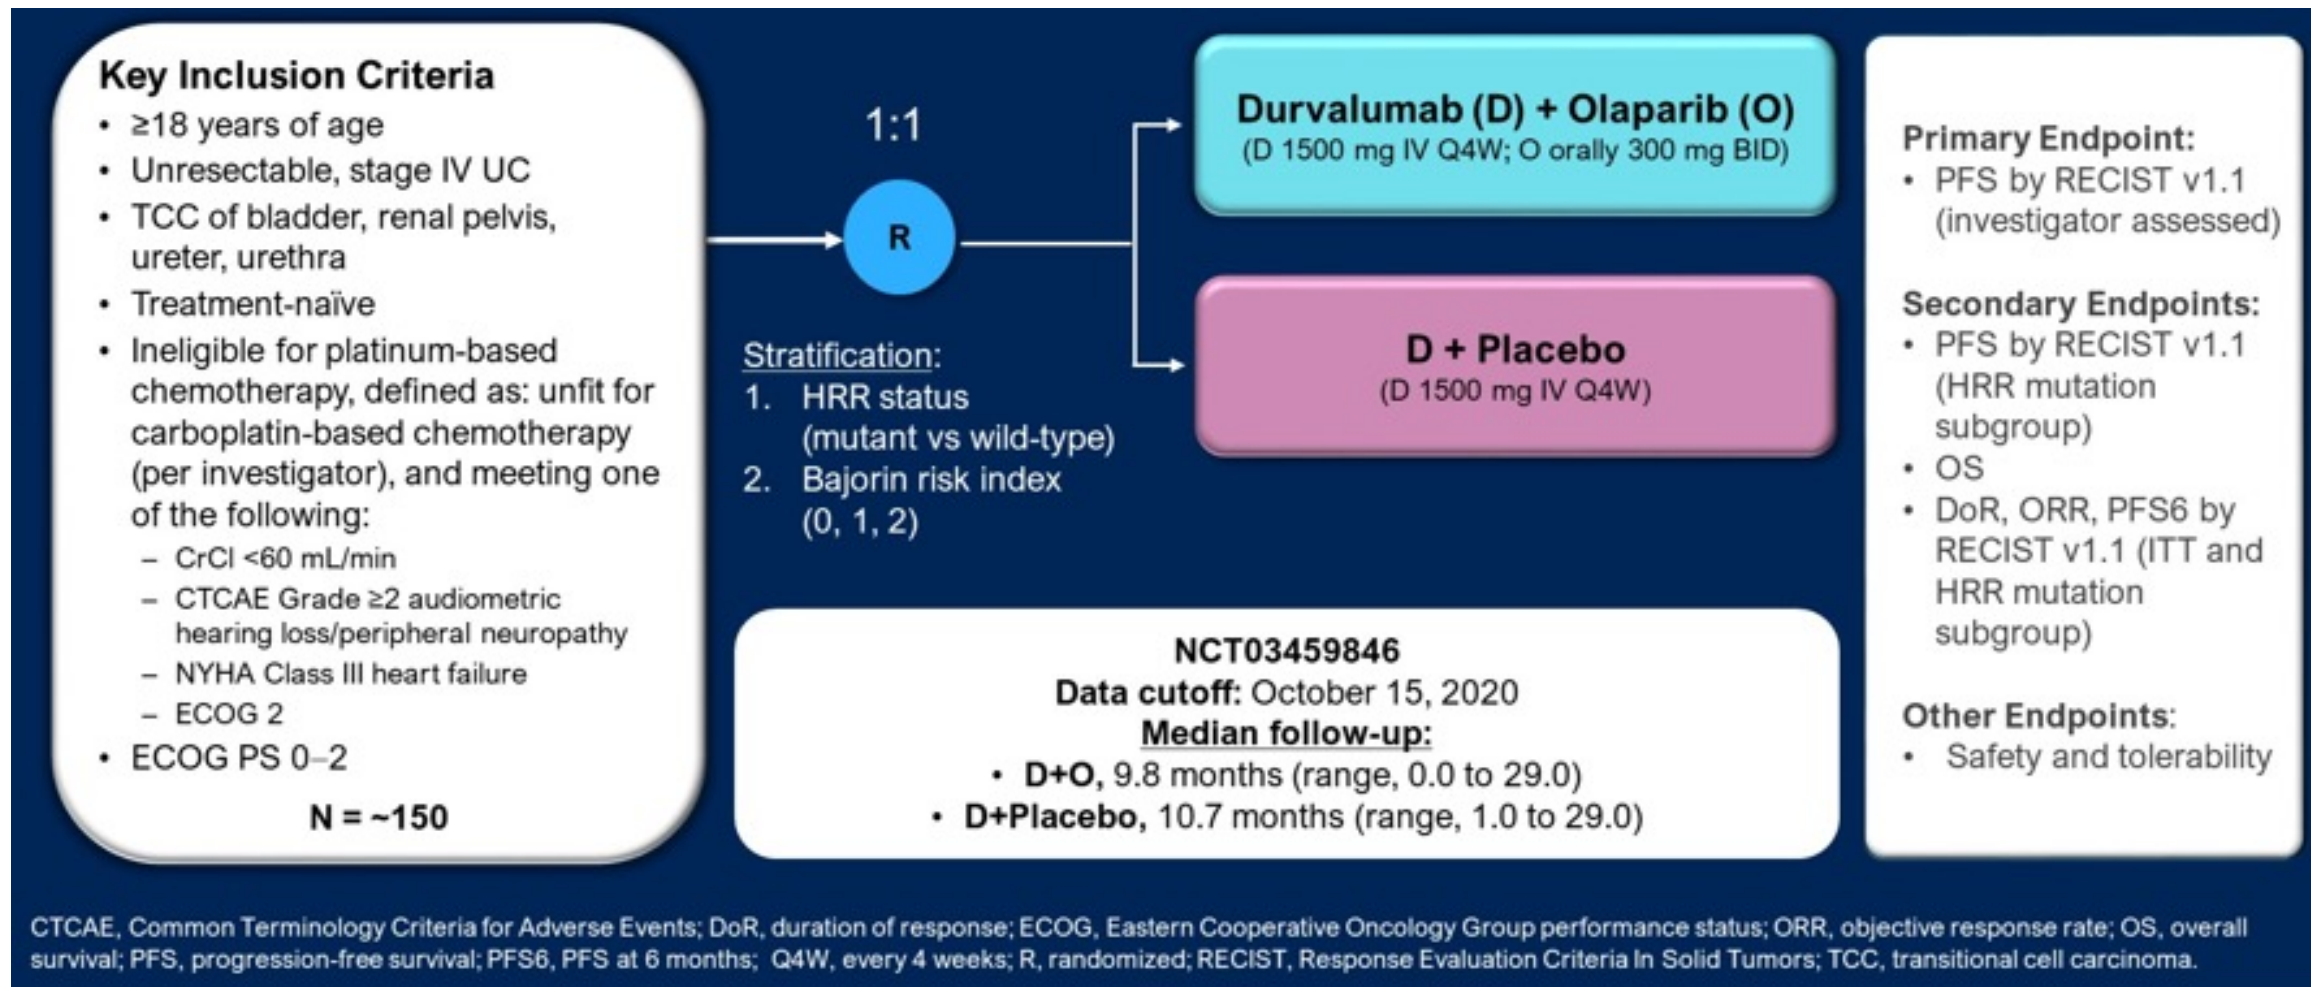 Key Inclusion Criteria
• ≥18 years of age
• Unresectable, stage IV UC
• TCC of bladder, renal pelvis,
ureter, urethra
• Treatment-naïve
• Ineligible for platinum-based
chemotherapy, defined as: unfit for
carboplatin-based chemotherapy
(per investigator), and meeting one
of the following:
– CrCl <60 mL/min
– CTCAE Grade ≥2 audiometric
hearing loss/peripheral neuropathy
– NYHA Class III heart failure
– ECOG 2
• ECOG PS 0–2
N = ~150
1:1
R
Stratification:
1. HRR status
(mutant vs wild-type)
2. Bajorin risk index
(0, 1, 2)
Durvalumab (D) + Olaparib (O)
(D 1500 mg IV Q4W; O orally 300 mg BID)
D + Placebo
(D 1500 mg IV Q4W)
NCT03459846
Data cutoff: October 15, 2020
Median follow-up:
• D+O, 9.8 months (range, 0.0 to 29.0)
• D+Placebo, 10.7 months (range, 1.0 to 29.0)
Primary Endpoint:
• PFS by RECIST v1.1
(investigator assessed)
Secondary Endpoints:
• PFS by RECIST v1.1
(HRR mutation
subgroup)
• OS
• DoR, ORR, PFS6 by
RECIST v1.1 (ITT and
HRR mutation
subgroup)
Other Endpoints:
• Safety and tolerability
CTCAE, Common Terminology Criteria for Adverse Events; DoR, duration of response; ECOG, Eastern Cooperative Oncology Group performance status; ORR, objective response rate; OS, overall
survival; PFS, progression-free survival; PFS6, PFS at 6 months; Q4W, every 4 weeks; R, randomized; RECIST, Response Evaluation Criteria In Solid Tumors; TCC, transitional cell carcinoma.